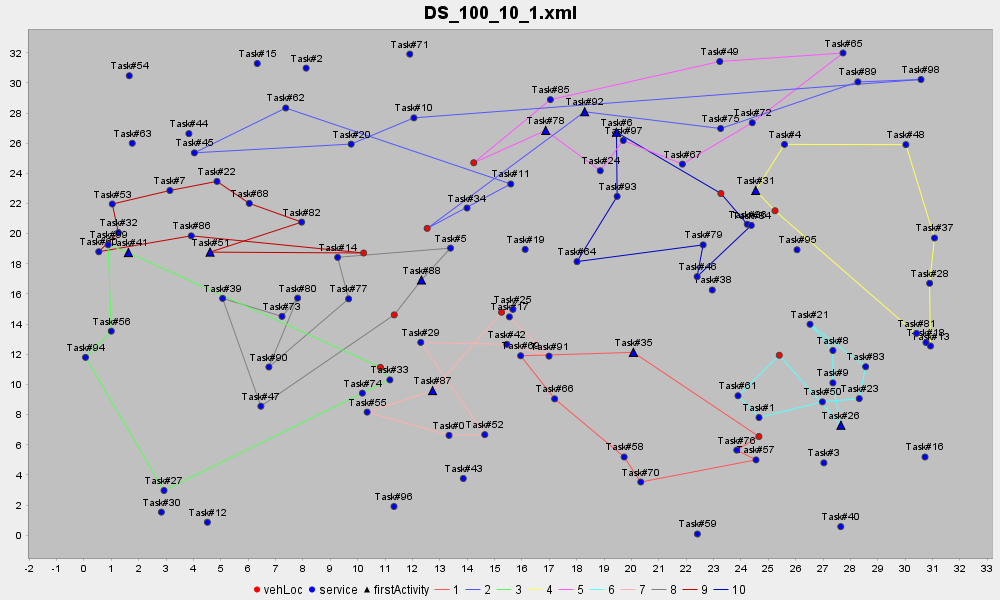 DS_100_10_1.xml
32
30
28
26
24
22
20
18
16
14
12
10
8
6
4
2
0
Task#71
Task#65
Task#15
Task#2
Task#49
Task#54
Task#89
Task#98
Task#62
Task#85
Task#92
Task#10
Task#72
Task#75
Task#44
Task#78
Task#6
Task#97
Task#63
Task#45
Task#20
Task#4
Task#48
Task#24
Task#67
Task#22
Task#7
Task#11
Task#31
Task#53
Task#68
Task#93
Task#34
Task#82
Task#32
Task#86
Task#37
Task#99
Task#41
Task#51
Task#14
Task#5
Task#19
Task#79
Task#95
Task#64
Task#88
Task#46
Task#28
Task#38
Task#39
Task#80
Task#77
Task#25
Task#17
Task#73
Task#21
Task#56
Task#81
Task#18
Task#13
Task#29
Task#42
Task#91
Task#35
Task#8
Task#94
Task#90
Task#83
Task#33
Task#9
Task#74
Task#87
Task#61
Task#66
Task#50
Task#23
Task#47
Task#55
Task#1
Task#26
Task#0
Task#52
Task#76
Task#57
Task#58
Task#3
Task#16
Task#43
Task#70
Task#27
Task#30
Task#96
Task#12
Task#40
Task#59
-2 -1 0 1 2 3 4 5 6 7 8 9 10 11 12 13 14 15 16 17 18 19 20 21 22 23 24 25 26 27 28 29 30 31 32 33
vehLoc service firstActivity 1 2 3 4 5 6 7 8 9 10